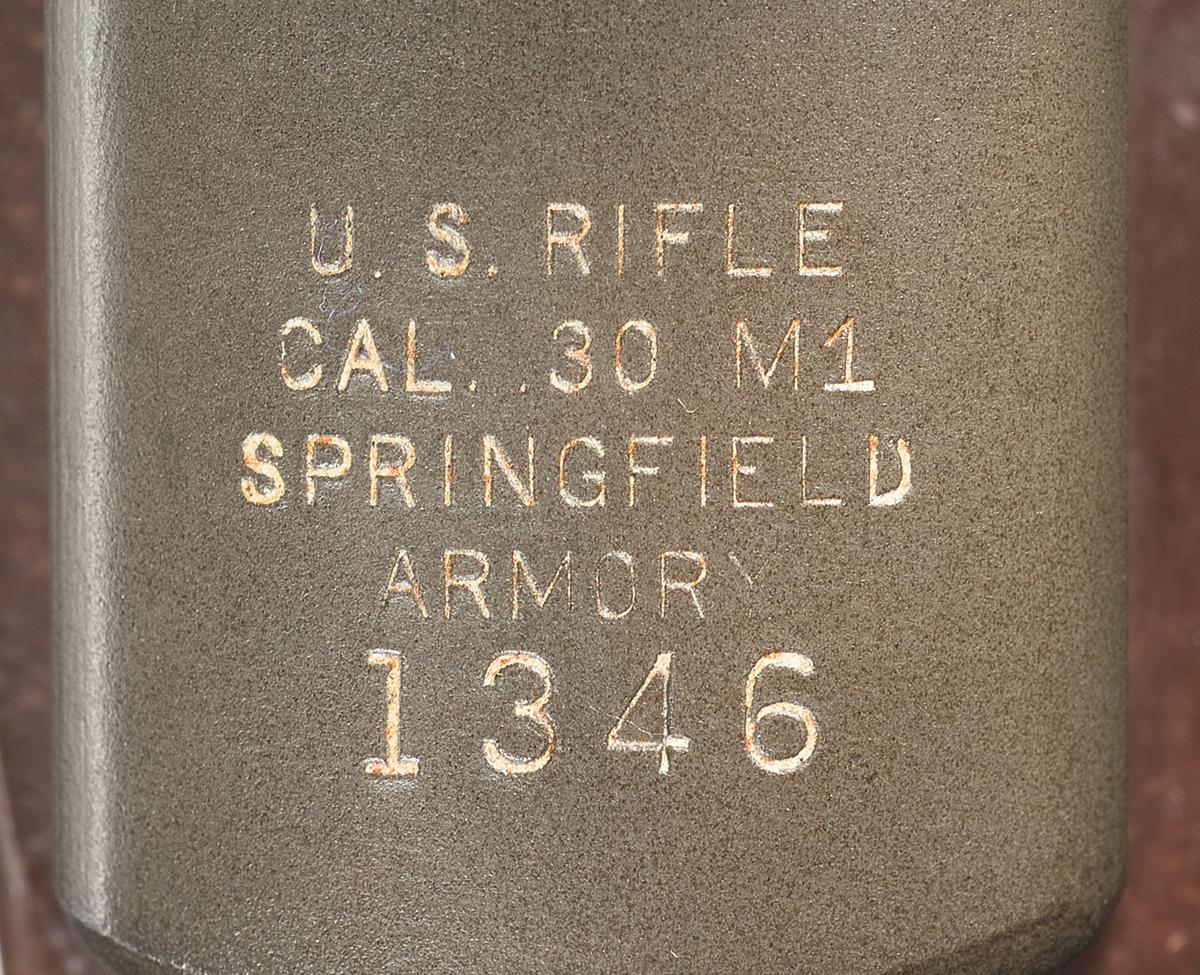 U. S. RIFLE
CAL. .30 M1
SPRINGFIELD
ARMORY
1346